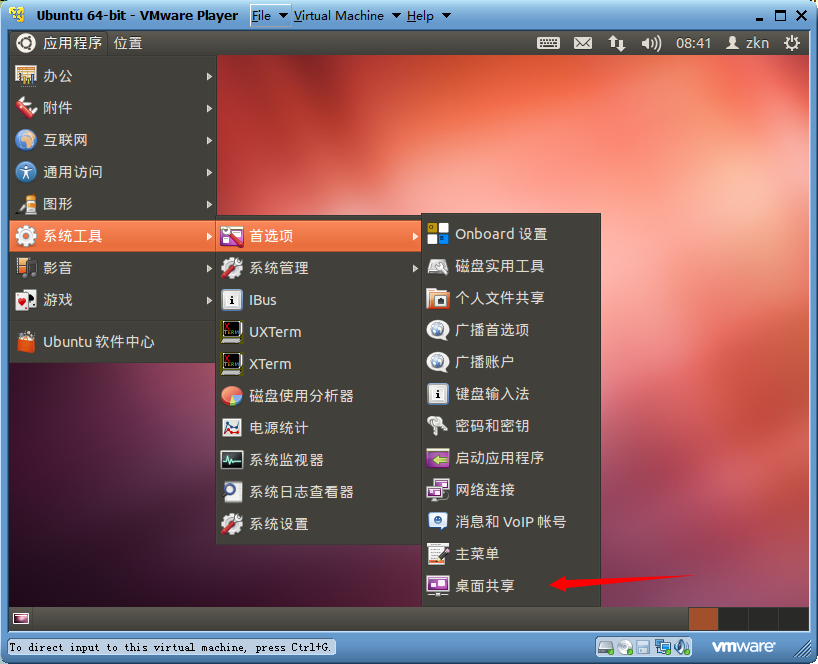 Ubuntu 64-bit - VMware Player File Virtual Machine Help
应用程序 位置 08:41 zkn
办公
附件
互联网
通用访问
图形
系统工具
影音
游戏
Ubuntu 软件中心
首选项
系统管理
IBus
UXTerm
XTerm
磁盘使用分析器
电源统计
系统监视器
系统日志查看器
系统设置
Onboard 设置
磁盘实用工具
个人文件共享
广播首选项
广播账户
键盘输入法
密码和密钥
启动应用程序
网络连接
消息和 VoIP 帐号
主菜单
桌面共享
To direct input to this virtual machine, press Ctrl+G.
vmware